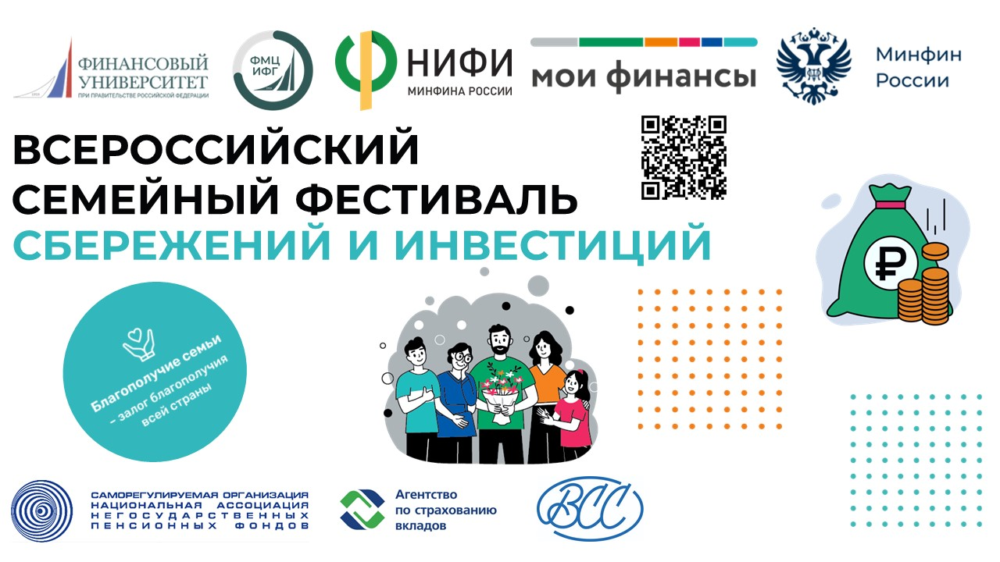 ФИНАНСОВЫЙ
УНИВЕРСИТЕТ
ПРИ ПРАВИТЕЛЬСТВЕ РОССИЙСКОЙ ФЕДЕРАЦИИ
ФМЦ
ИФГ
НИФИ
МИНФИНА РОССИИ
мои финансы
Минфин
России
ВСЕРОССИЙСКИЙ
СЕМЕЙНЫЙ ФЕСТИВАЛЬ
СБЕРЕЖЕНИЙ И ИНВЕСТИЦИЙ
₽
Благополучие семьи
– залог благополучия
всей страны
САМОРЕГУЛИРУЕМАЯ ОРГАНИЗАЦИЯ
НАЦИОНАЛЬНАЯ АССОЦИАЦИЯ
НЕГОСУДАРСТВЕННЫХ
ПЕНСИОННЫХ ФОНДОВ
Агентство
по страхованию
вкладов
ВСС